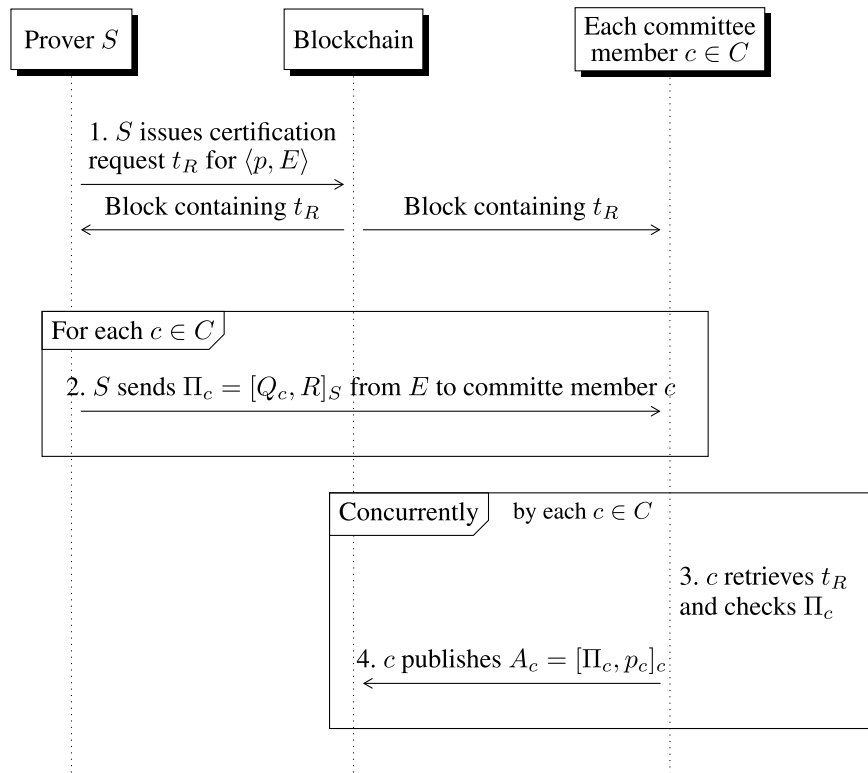 Prover S
Blockchain
Each committee
member c ∈ C
1. S issues certification
request t_R for ⟨p, E⟩
Block containing t_R
Block containing t_R
For each c ∈ C
2. S sends Π_c = [Q_c, R]_S from E to committe member c
Concurrently
by each c ∈ C
3. c retrieves t_R
and checks Π_c
4. c publishes A_c = [Π_c, p_c]_c